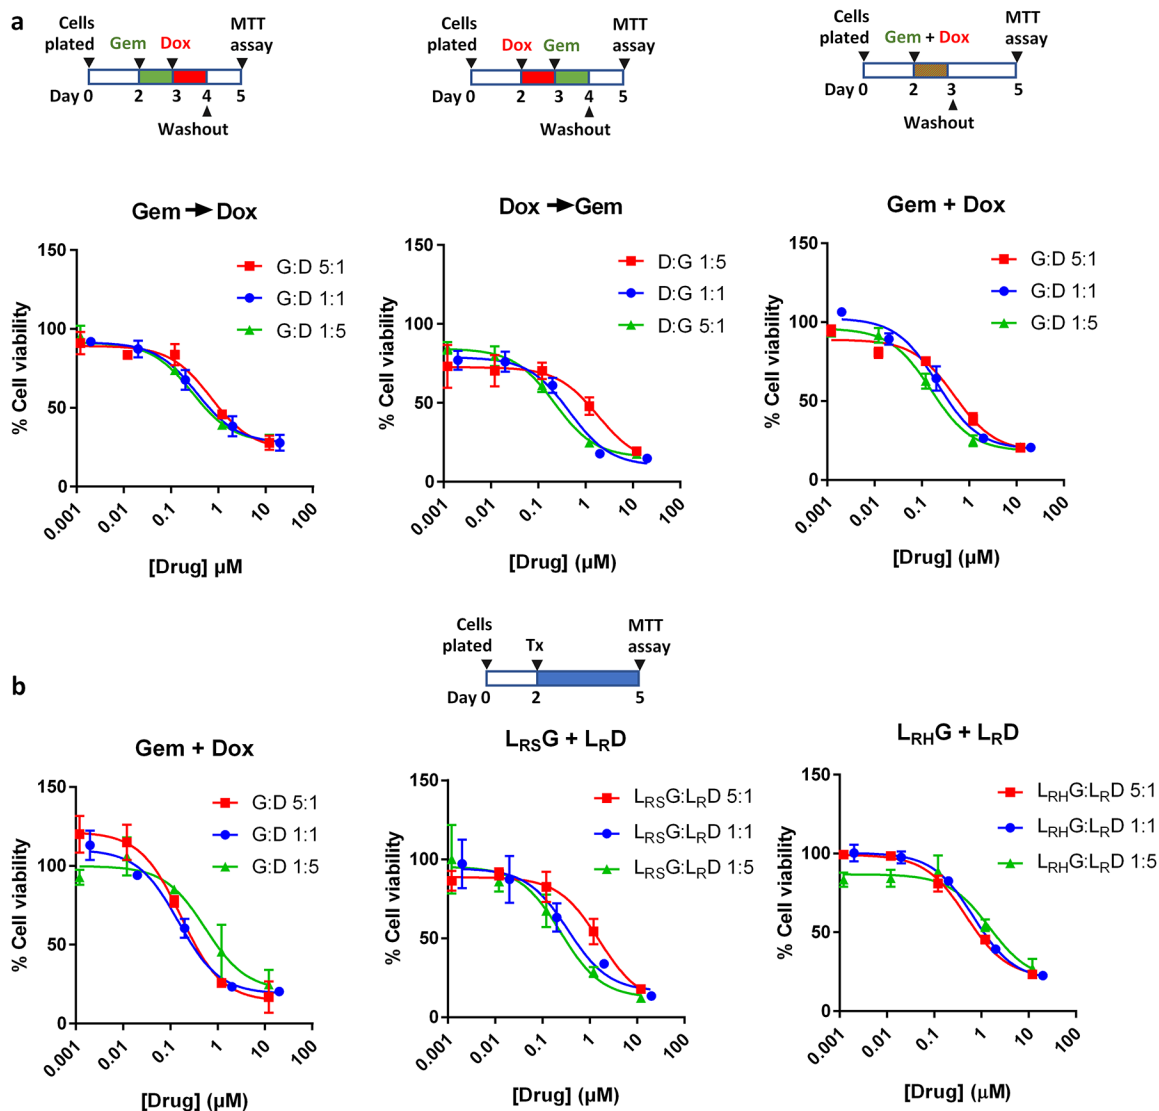 a
Cells plated
Gem
Dox
MTT assay
Day 0 2 3 4 5
Washout
Cells plated
Dox
Gem
MTT assay
Day 0 2 3 4 5
Washout
Cells plated
Gem + Dox
MTT assay
Day 0 2 3 5
Washout
Gem → Dox
% Cell viability
150
100
50
0
G:D 5:1
G:D 1:1
G:D 1:5
0.001 0.01 0.1 1 10 100
[Drug] µM
Dox → Gem
% Cell viability
150
100
50
0
D:G 1:5
D:G 1:1
D:G 5:1
0.001 0.01 0.1 1 10 100
[Drug] (µM)
Gem + Dox
% Cell viability
150
100
50
0
G:D 5:1
G:D 1:1
G:D 1:5
0.001 0.01 0.1 1 10 100
[Drug] (µM)
b
Cells plated
Tx
MTT assay
Day 0 2 5
Gem + Dox
% Cell viability
150
100
50
0
G:D 5:1
G:D 1:1
G:D 1:5
0.001 0.01 0.1 1 10 100
[Drug] (µM)
LRSG + LRD
% Cell viability
150
100
50
0
LRSG:LRD 5:1
LRSG:LRD 1:1
LRSG:LRD 1:5
0.001 0.01 0.1 1 10 100
[Drug] (µM)
LRHG + LRD
% Cell viability
150
100
50
0
LRHG:LRD 5:1
LRHG:LRD 1:1
LRHG:LRD 1:5
0.001 0.01 0.1 1 10 100
[Drug] (µM)